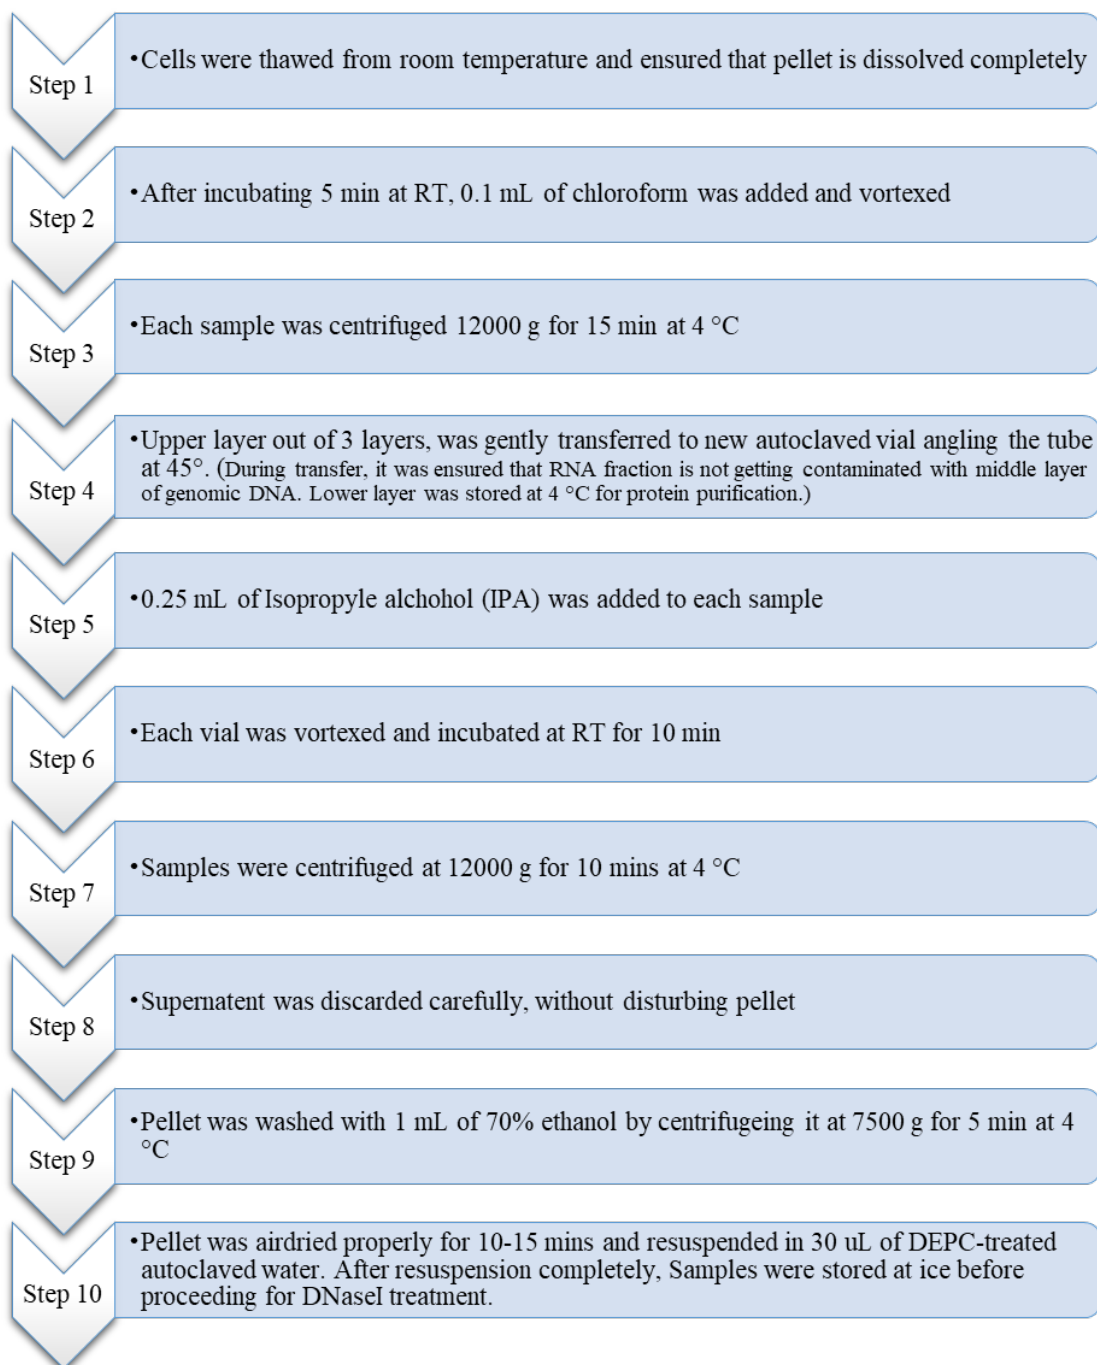 Step 1
•Cells were thawed from room temperature and ensured that pellet is dissolved completely
Step 2
•After incubating 5 min at RT, 0.1 mL of chloroform was added and vortexed
Step 3
•Each sample was centrifuged 12000 g for 15 min at 4 °C
Step 4
•Upper layer out of 3 layers, was gently transferred to new autoclaved vial angling the tube
at 45°. (During transfer, it was ensured that RNA fraction is not getting contaminated with middle layer
of genomic DNA. Lower layer was stored at 4 °C for protein purification.)
Step 5
•0.25 mL of Isopropyle alchohol (IPA) was added to each sample
Step 6
•Each vial was vortexed and incubated at RT for 10 min
Step 7
•Samples were centrifuged at 12000 g for 10 mins at 4 °C
Step 8
•Supernatent was discarded carefully, without disturbing pellet
Step 9
•Pellet was washed with 1 mL of 70% ethanol by centrifugeing it at 7500 g for 5 min at 4
°C
Step 10
•Pellet was airdried properly for 10-15 mins and resuspended in 30 uL of DEPC-treated
autoclaved water. After resuspension completely, Samples were stored at ice before
proceeding for DNaseI treatment.